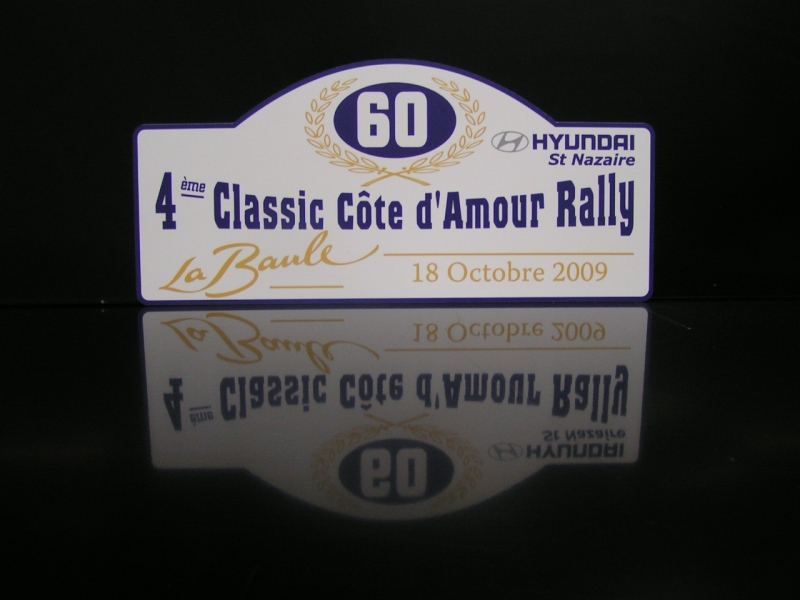 60
HYUNDAI
St Nazaire
4ème Classic Côte d'Amour Rally
La Baule
18 Octobre 2009